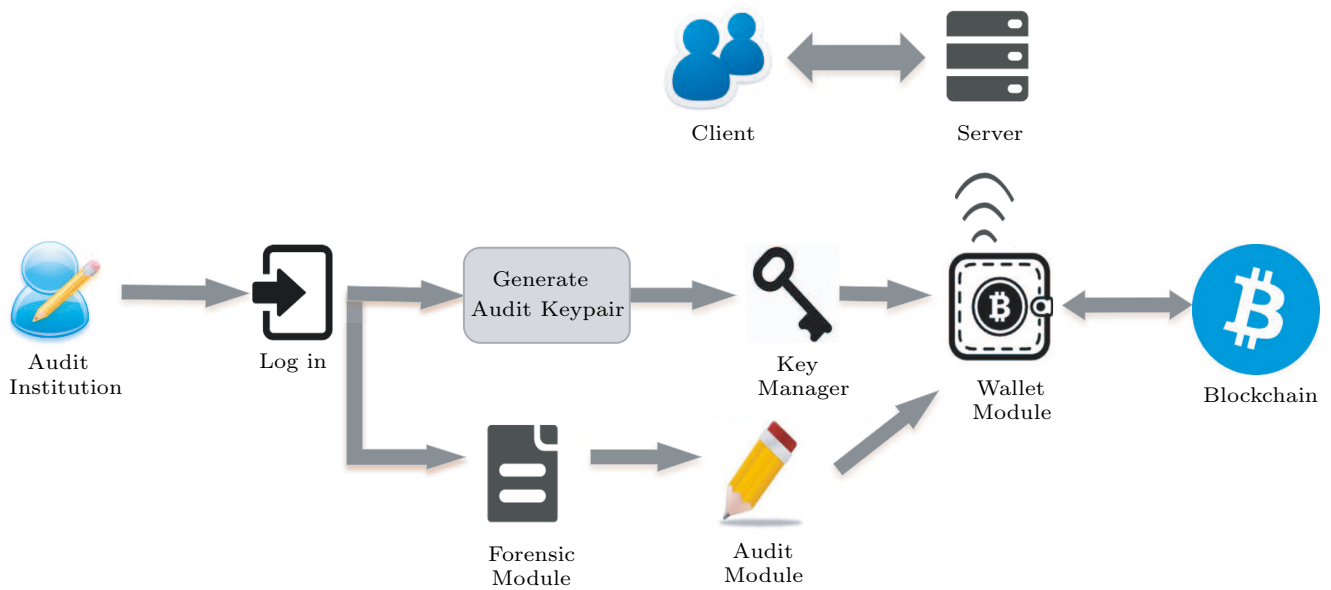 Client
Server
Generate
Audit Keypair
Audit
Institution
Log in
Key
Manager
Wallet
Module
Blockchain
Forensic
Module
Audit
Module